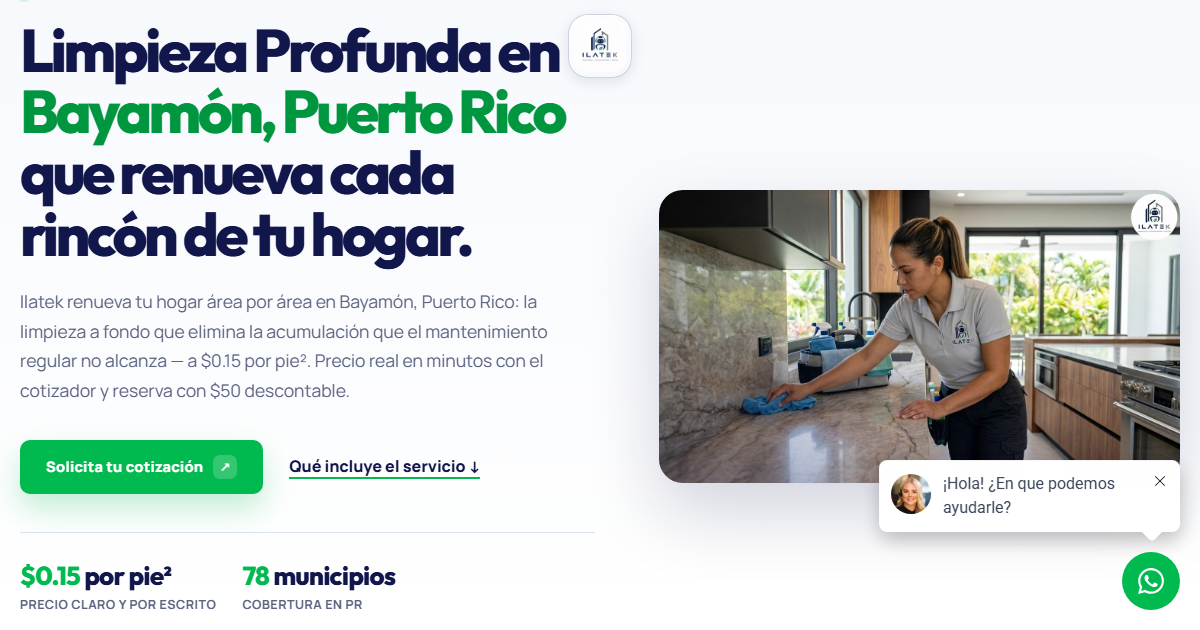 Limpieza Profunda en
ILATEK
Bayamón, Puerto Rico
que renueva cada
rincón de tu hogar.
Ilatek renueva tu hogar área por área en Bayamón, Puerto Rico: la
limpieza a fondo que elimina la acumulación que el mantenimiento
regular no alcanza — a $0.15 por pie². Precio real en minutos con el
cotizador y reserva con $50 descontable.
Solicita tu cotización ↗
Qué incluye el servicio ↓
$0.15 por pie²
PRECIO CLARO Y POR ESCRITO
78 municipios
COBERTURA EN PR
ILATEK
ILATEK
¡Hola! ¿En que podemos
ayudarle?